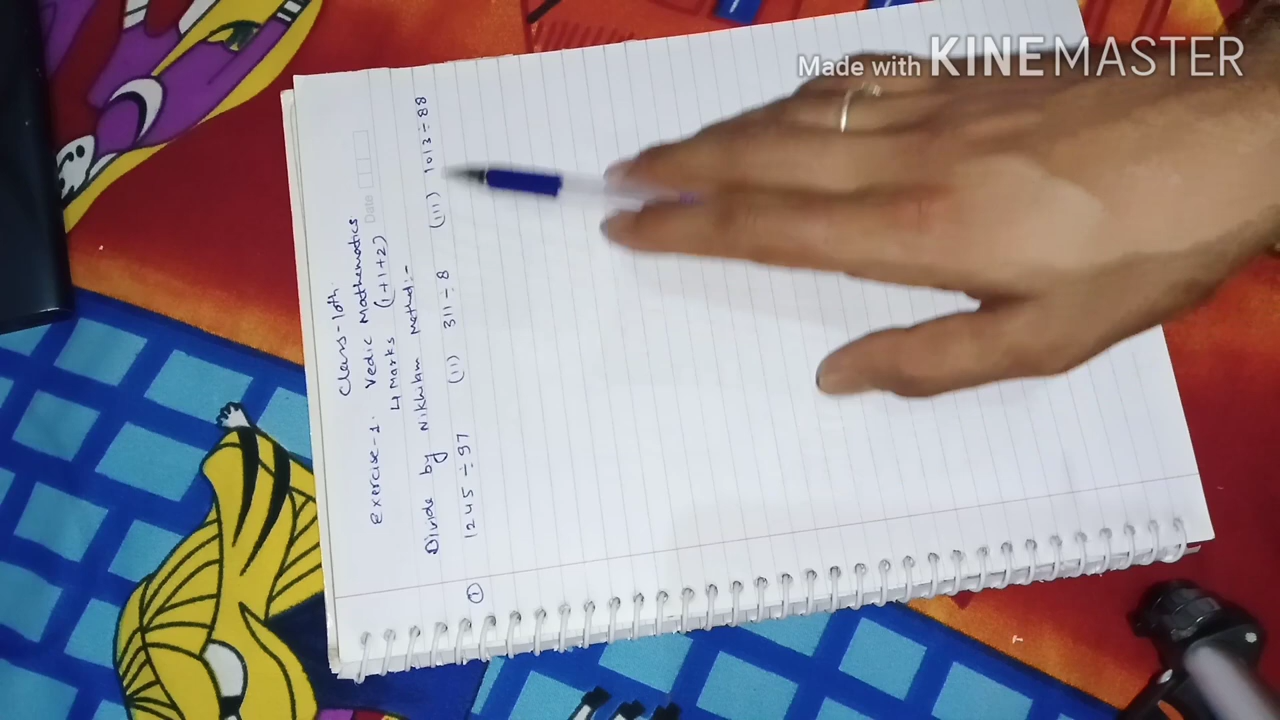 Made with KINEMASTER
Class-10th.
exercise-1. Vedic Mathematics
Date
4 Marks (1+1+2)
Divide by Nikhilam Method:-
(i) 1245 ÷ 97 (ii) 311 ÷ 8 (iii) 1013 ÷ 88